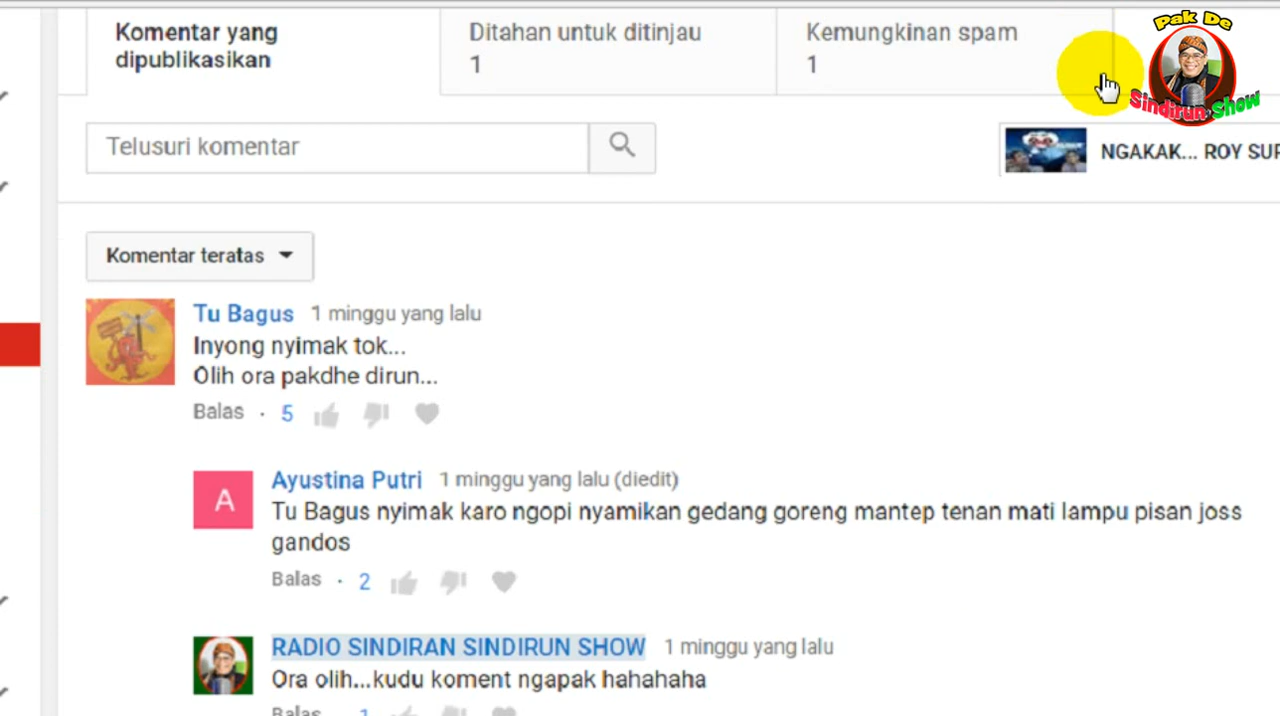 Komentar yang
dipublikasikan
Ditahan untuk ditinjau
1
Kemungkinan spam
1
Pak De
Sindirun Show
Telusuri komentar
NGAKAK... ROY SUP
Komentar teratas
Tu Bagus 1 minggu yang lalu
Inyong nyimak tok...
Olih ora pakdhe dirun...
Balas · 5
A
Ayustina Putri 1 minggu yang lalu (diedit)
Tu Bagus nyimak karo ngopi nyamikan gedang goreng mantep tenan mati lampu pisan joss
gandos
Balas · 2
RADIO SINDIRAN SINDIRUN SHOW 1 minggu yang lalu
Ora olih...kudu koment ngapak hahahaha
Balas · 1